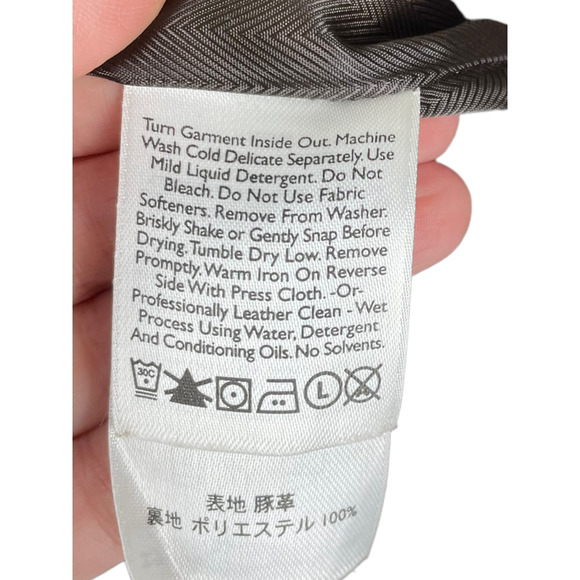 Turn Garment Inside Out. Machine
Wash Cold Delicate Separately. Use
Mild Liquid Detergent. Do Not
Bleach. Do Not Use Fabric
Softeners. Remove From Washer.
Briskly Shake or Gently Snap Before
Drying. Tumble Dry Low. Remove
Promptly. Warm Iron On Reverse
Side With Press Cloth. -Or-
Professionally Leather Clean - Wet
Process Using Water, Detergent
And Conditioning Oils. No Solvents.
30C L
表地 豚革
裏地 ポリエステル 100%